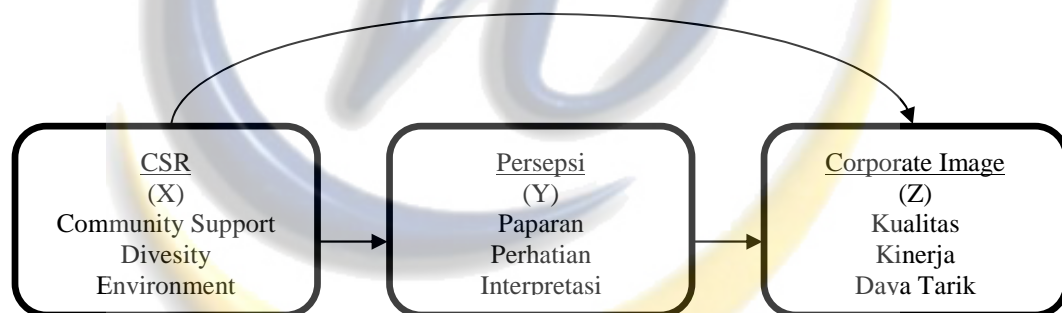 CSR
(X)
Community Support
Divesity
Environment
Persepsi
(Y)
Paparan
Perhatian
Interpretasi
Corporate Image
(Z)
Kualitas
Kinerja
Daya Tarik